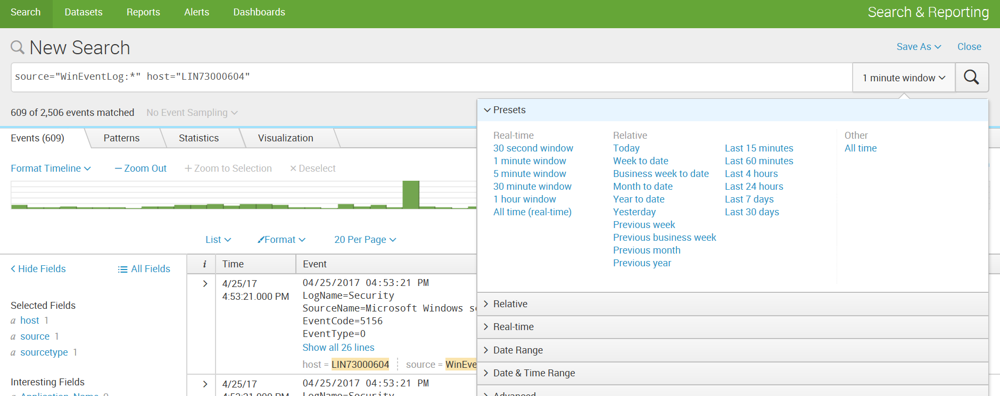 Search Datasets Reports Alerts Dashboards Search & Reporting
New Search Save As Close
source="WinEventLog:*" host="LIN73000604" 1 minute window
609 of 2,506 events matched No Event Sampling
Events (609) Patterns Statistics Visualization
Format Timeline — Zoom Out + Zoom to Selection × Deselect
List Format 20 Per Page
< Hide Fields All Fields
Selected Fields
a host 1
a source 1
a sourcetype 1
Interesting Fields
i Time Event
> 4/25/17
4:53:21.000 PM
04/25/2017 04:53:21 PM
LogName=Security
SourceName=Microsoft Windows
EventCode=5156
EventType=0
Show all 26 lines
host = LIN73000604 source = WinEve
> 4/25/17
04/25/2017 04:53:21 PM
LogName=Security
Presets
Real-time
30 second window
1 minute window
5 minute window
30 minute window
1 hour window
All time (real-time)
Relative
Today
Week to date
Business week to date
Month to date
Year to date
Yesterday
Previous week
Previous business week
Previous month
Previous year
Last 15 minutes
Last 60 minutes
Last 4 hours
Last 24 hours
Last 7 days
Last 30 days
Other
All time
> Relative
> Real-time
> Date Range
> Date & Time Range
> Advanced